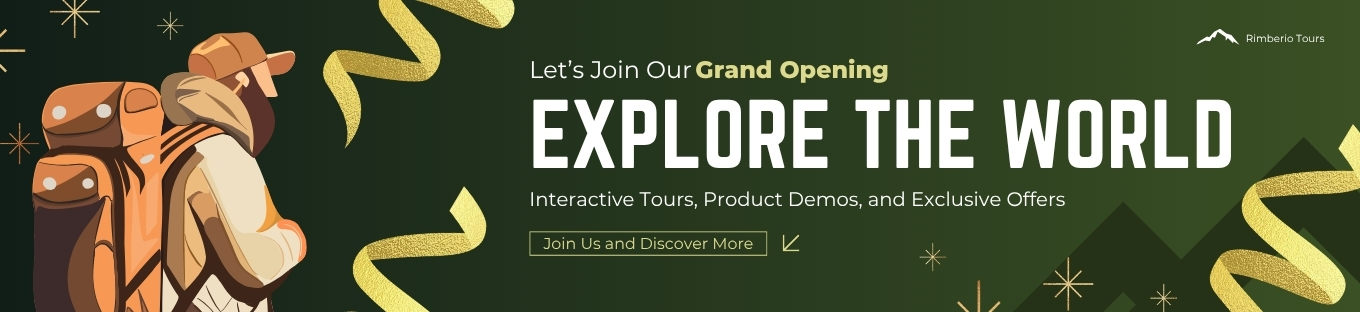 Rimberio Tours
Let's Join Our Grand Opening
EXPLORE THE WORLD
Interactive Tours, Product Demos, and Exclusive Offers
Join Us and Discover More